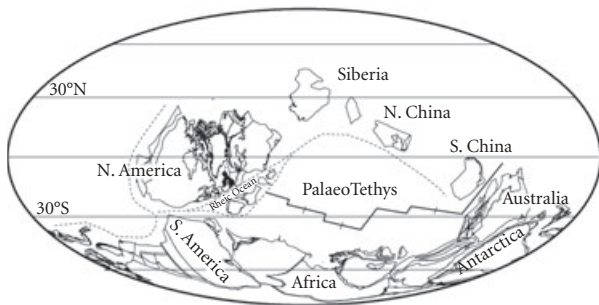 Siberia
30°N
N. China
S. China
N. America
Rheic Ocean
PalaeoTethys
Australia
30°S
S. America
Africa
Antarctica